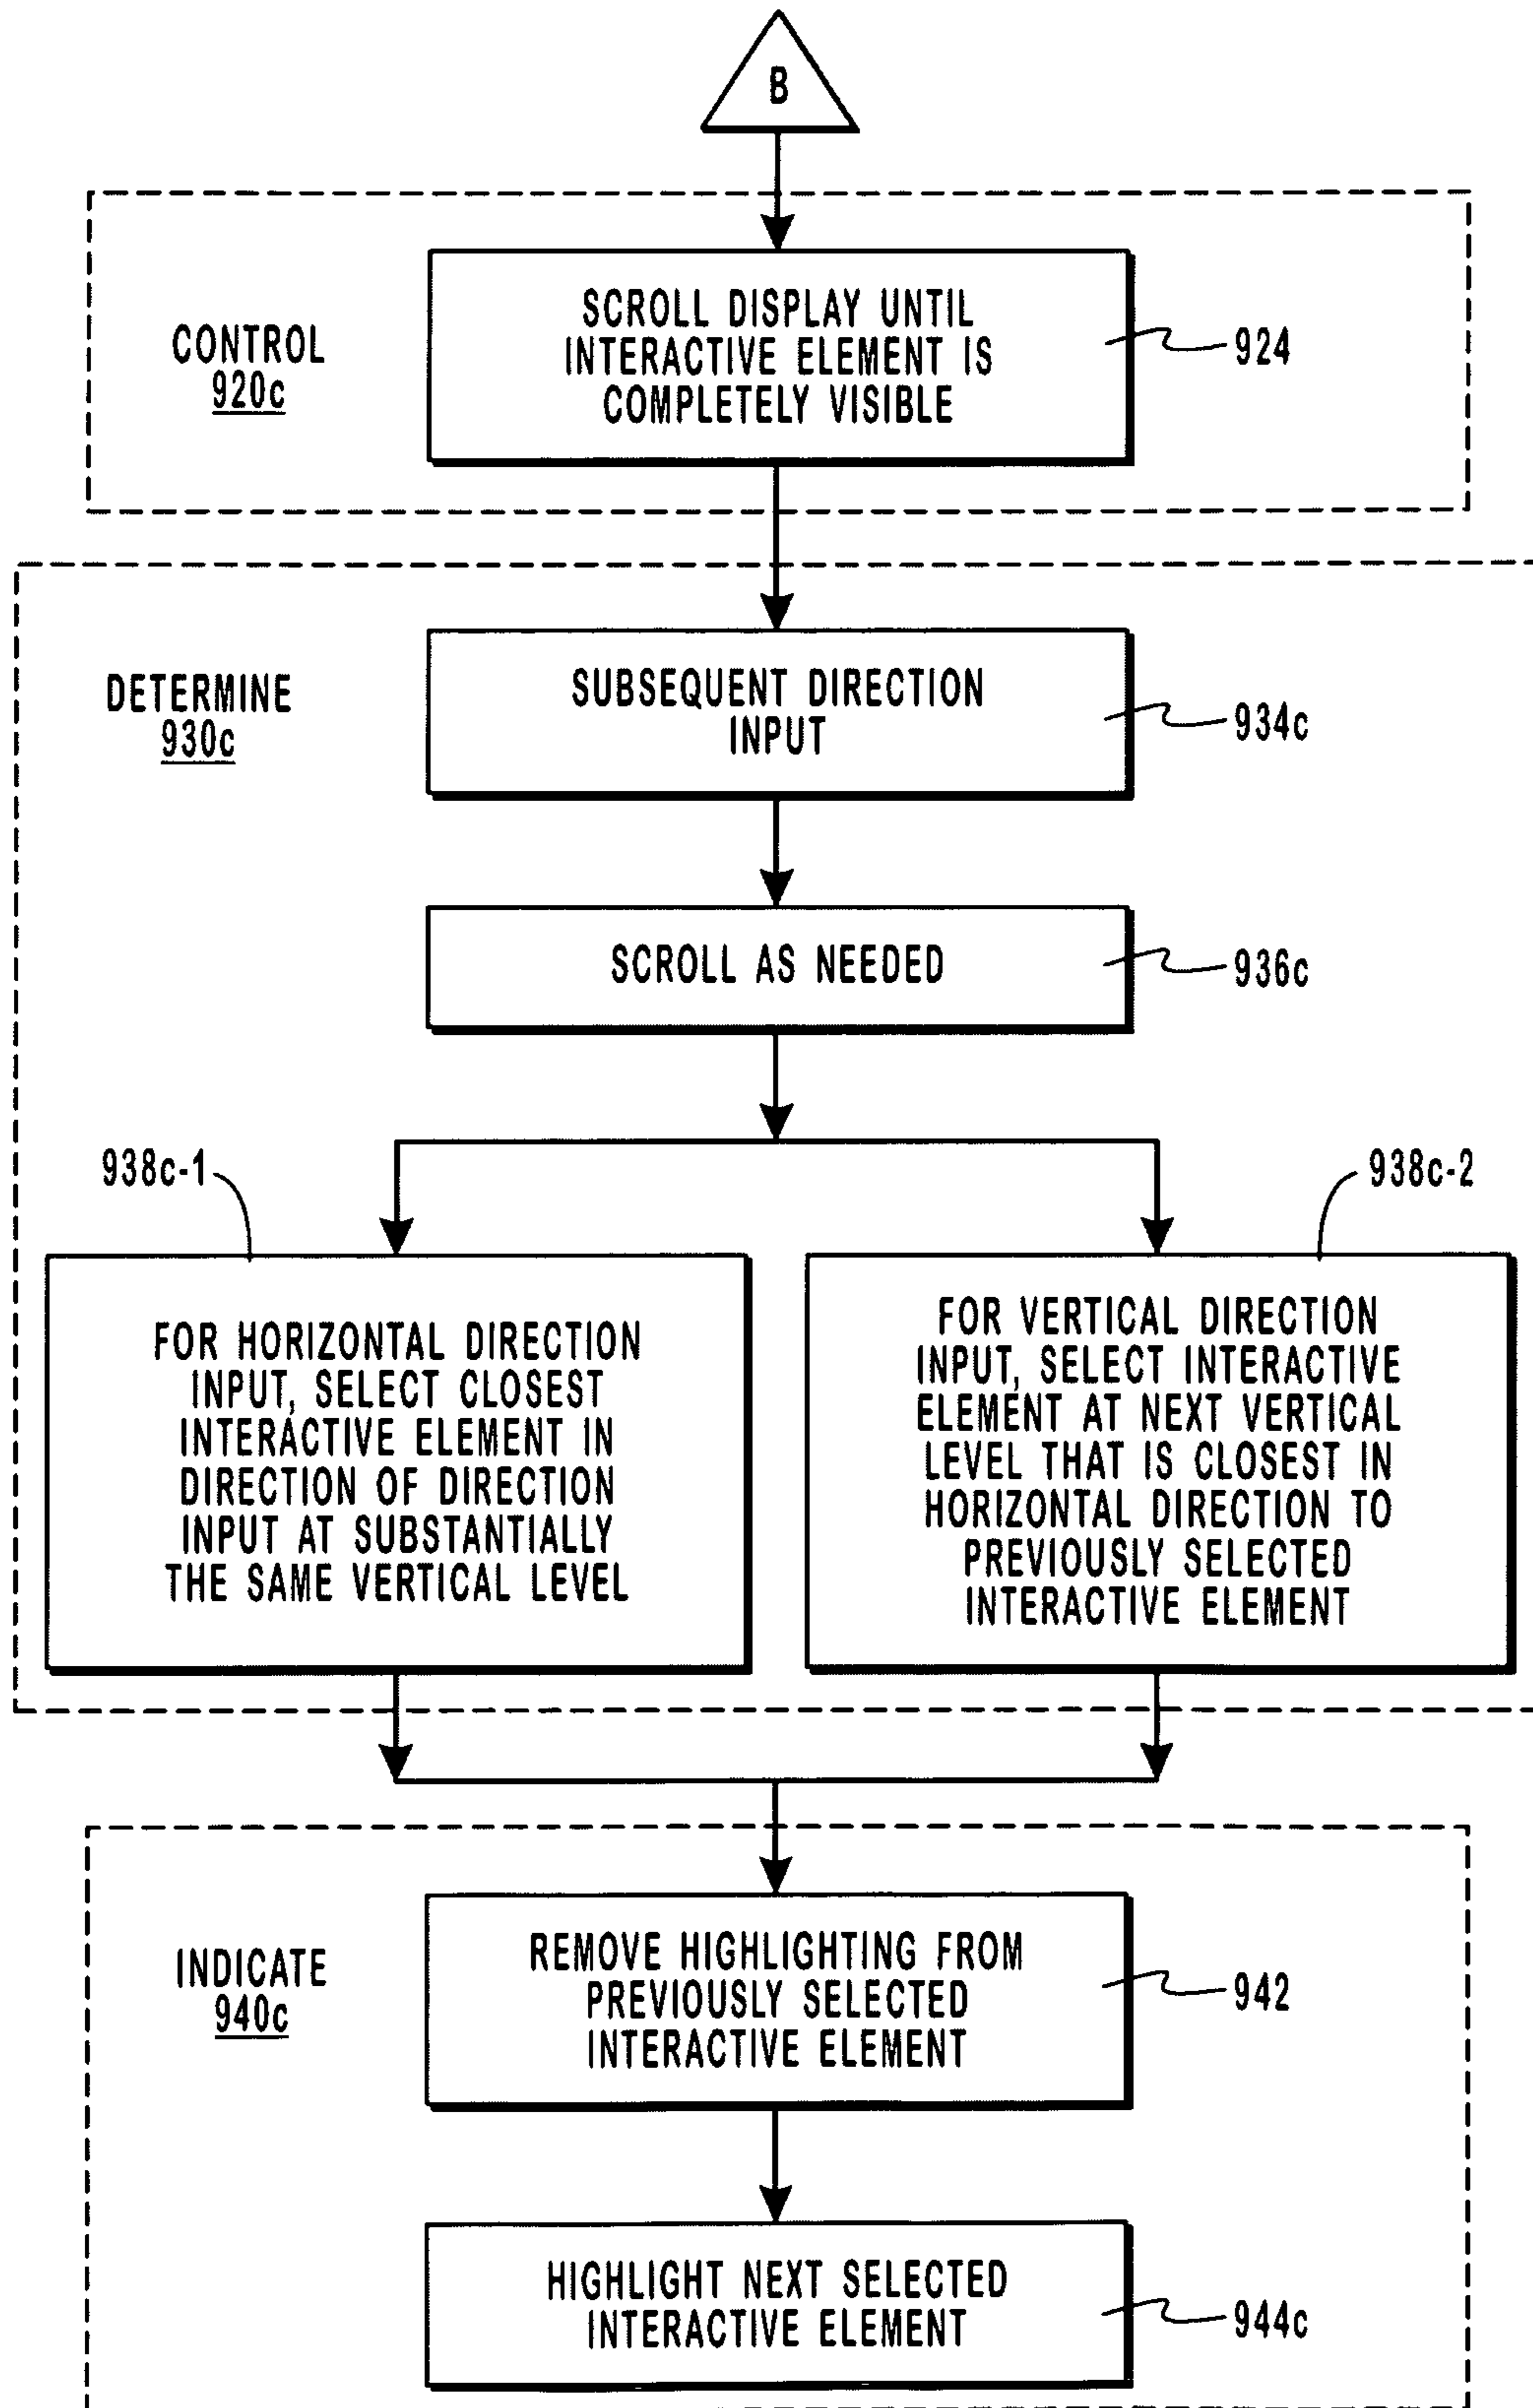 B
CONTROL
920c
SCROLL DISPLAY UNTIL
INTERACTIVE ELEMENT IS
COMPLETELY VISIBLE
924
DETERMINE
930c
SUBSEQUENT DIRECTION
INPUT
934c
SCROLL AS NEEDED
936c
938c-1
938c-2
FOR HORIZONTAL DIRECTION
INPUT, SELECT CLOSEST
INTERACTIVE ELEMENT IN
DIRECTION OF DIRECTION
INPUT AT SUBSTANTIALLY
THE SAME VERTICAL LEVEL
FOR VERTICAL DIRECTION
INPUT, SELECT INTERACTIVE
ELEMENT AT NEXT VERTICAL
LEVEL THAT IS CLOSEST IN
HORIZONTAL DIRECTION TO
PREVIOUSLY SELECTED
INTERACTIVE ELEMENT
INDICATE
940c
REMOVE HIGHLIGHTING FROM
PREVIOUSLY SELECTED
INTERACTIVE ELEMENT
942
HIGHLIGHT NEXT SELECTED
INTERACTIVE ELEMENT
944c